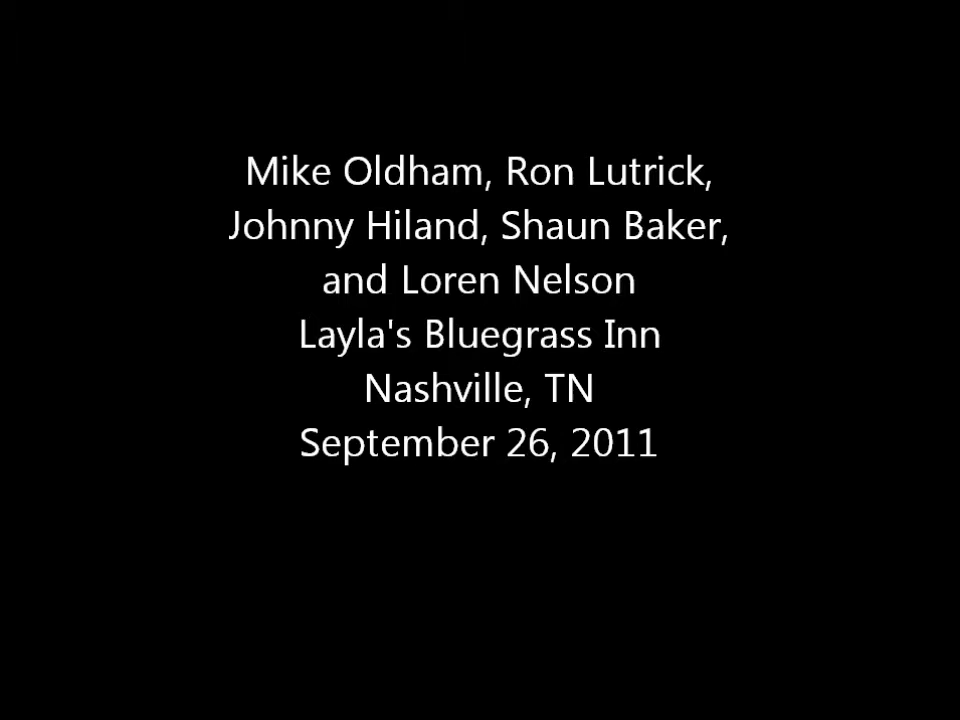 Mike Oldham, Ron Lutrick,
Johnny Hiland, Shaun Baker,
and Loren Nelson
Layla's Bluegrass Inn
Nashville, TN
September 26, 2011